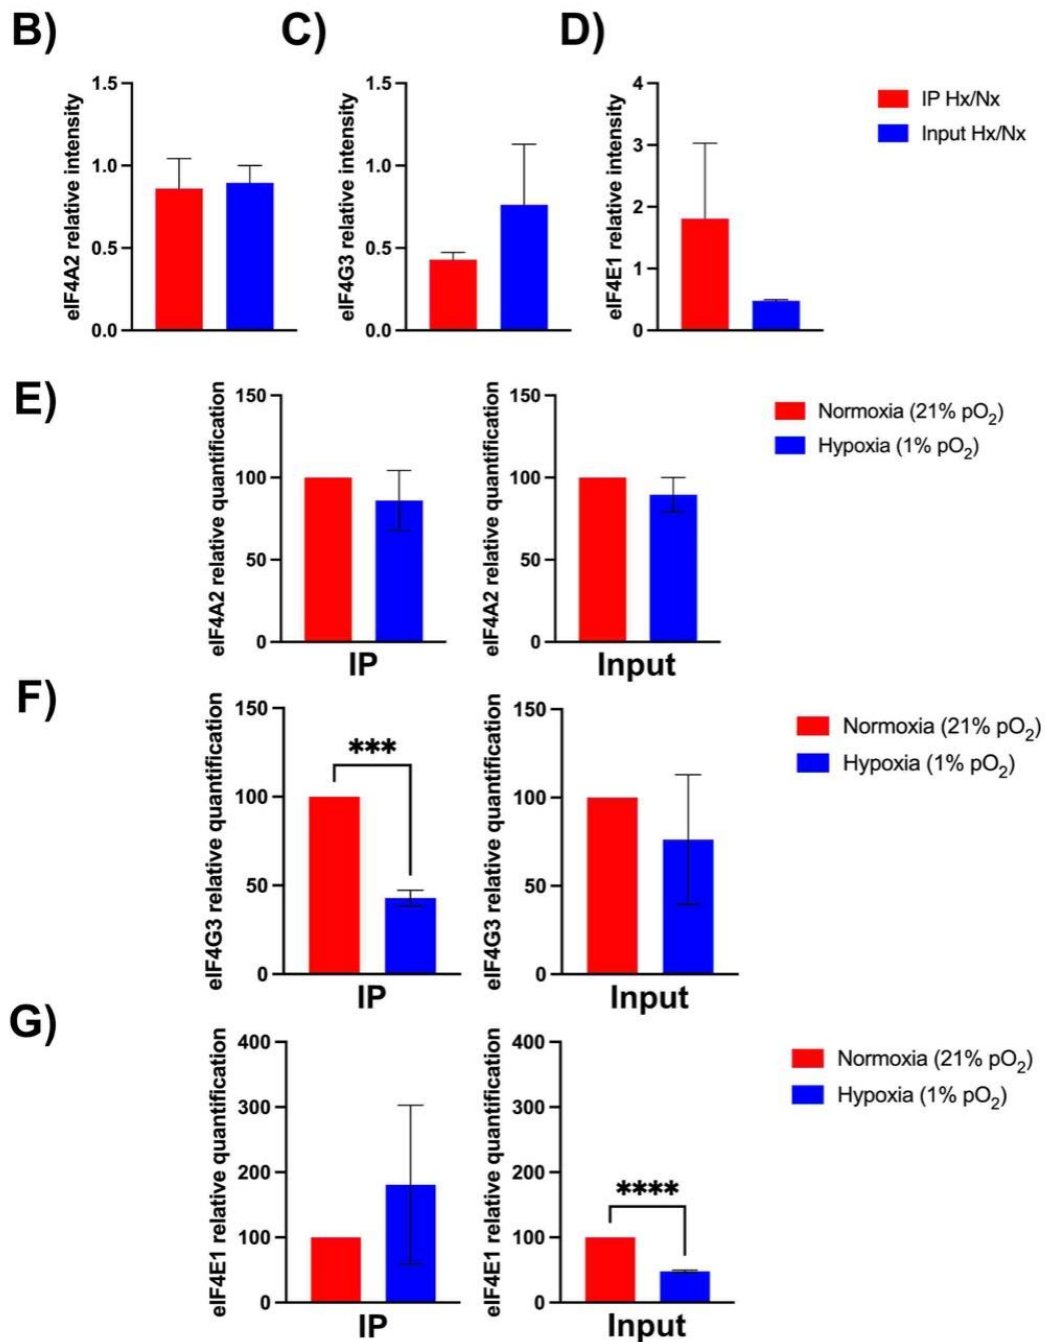 B)
C)
D)
eIF4A2 relative intensity
1.5
1.0
0.5
0.0
eIF4G3 relative intensity
1.5
1.0
0.5
0.0
eIF4E1 relative intensity
4
3
2
1
0
IP Hx/Nx
Input Hx/Nx
E)
eIF4A2 relative quantification
150
100
50
0
IP
eIF4A2 relative quantification
150
100
50
0
Input
Normoxia (21% pO2)
Hypoxia (1% pO2)
F)
eIF4G3 relative quantification
150
100
50
0
***
IP
eIF4G3 relative quantification
150
100
50
0
Input
Normoxia (21% pO2)
Hypoxia (1% pO2)
G)
eIF4E1 relative quantification
400
300
200
100
0
IP
eIF4E1 relative quantification
400
300
200
100
0
****
Input
Normoxia (21% pO2)
Hypoxia (1% pO2)